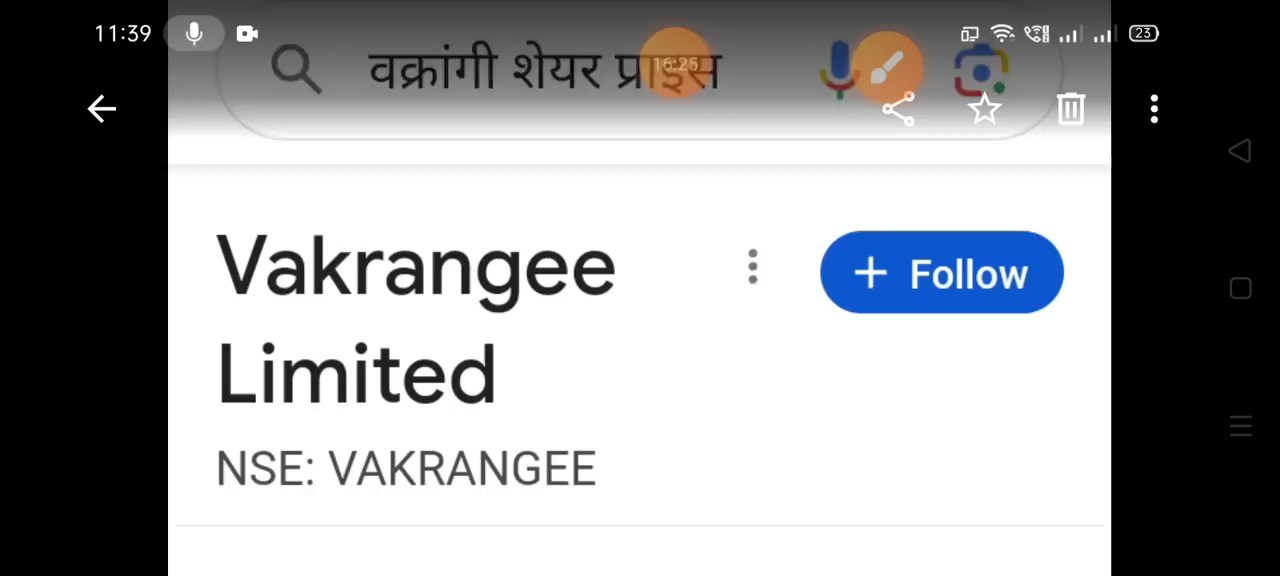 11:39
23
वक्रांगी शेयर प्राइस
16:25
Vakrangee
Limited
+ Follow
NSE: VAKRANGEE